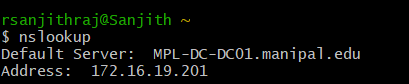 rsanjithraj@Sanjith ~
$ nslookup
Default Server:  MPL-DC-DC01.manipal.edu
Address:  172.16.19.201